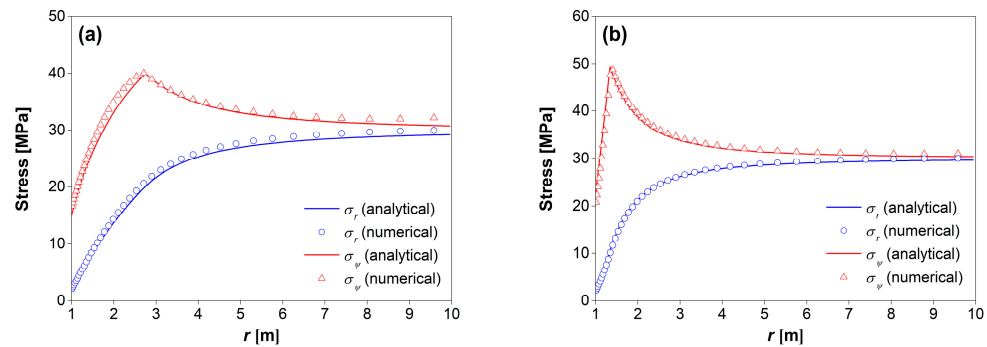 (a)
Stress [MPa]
50
40
30
20
10
0
σr (analytical)
σr (numerical)
σψ (analytical)
σψ (numerical)
1 2 3 4 5 6 7 8 9 10
r [m]
(b)
Stress [MPa]
60
50
40
30
20
10
0
σr (analytical)
σr (numerical)
σψ (analytical)
σψ (numerical)
1 2 3 4 5 6 7 8 9 10
r [m]